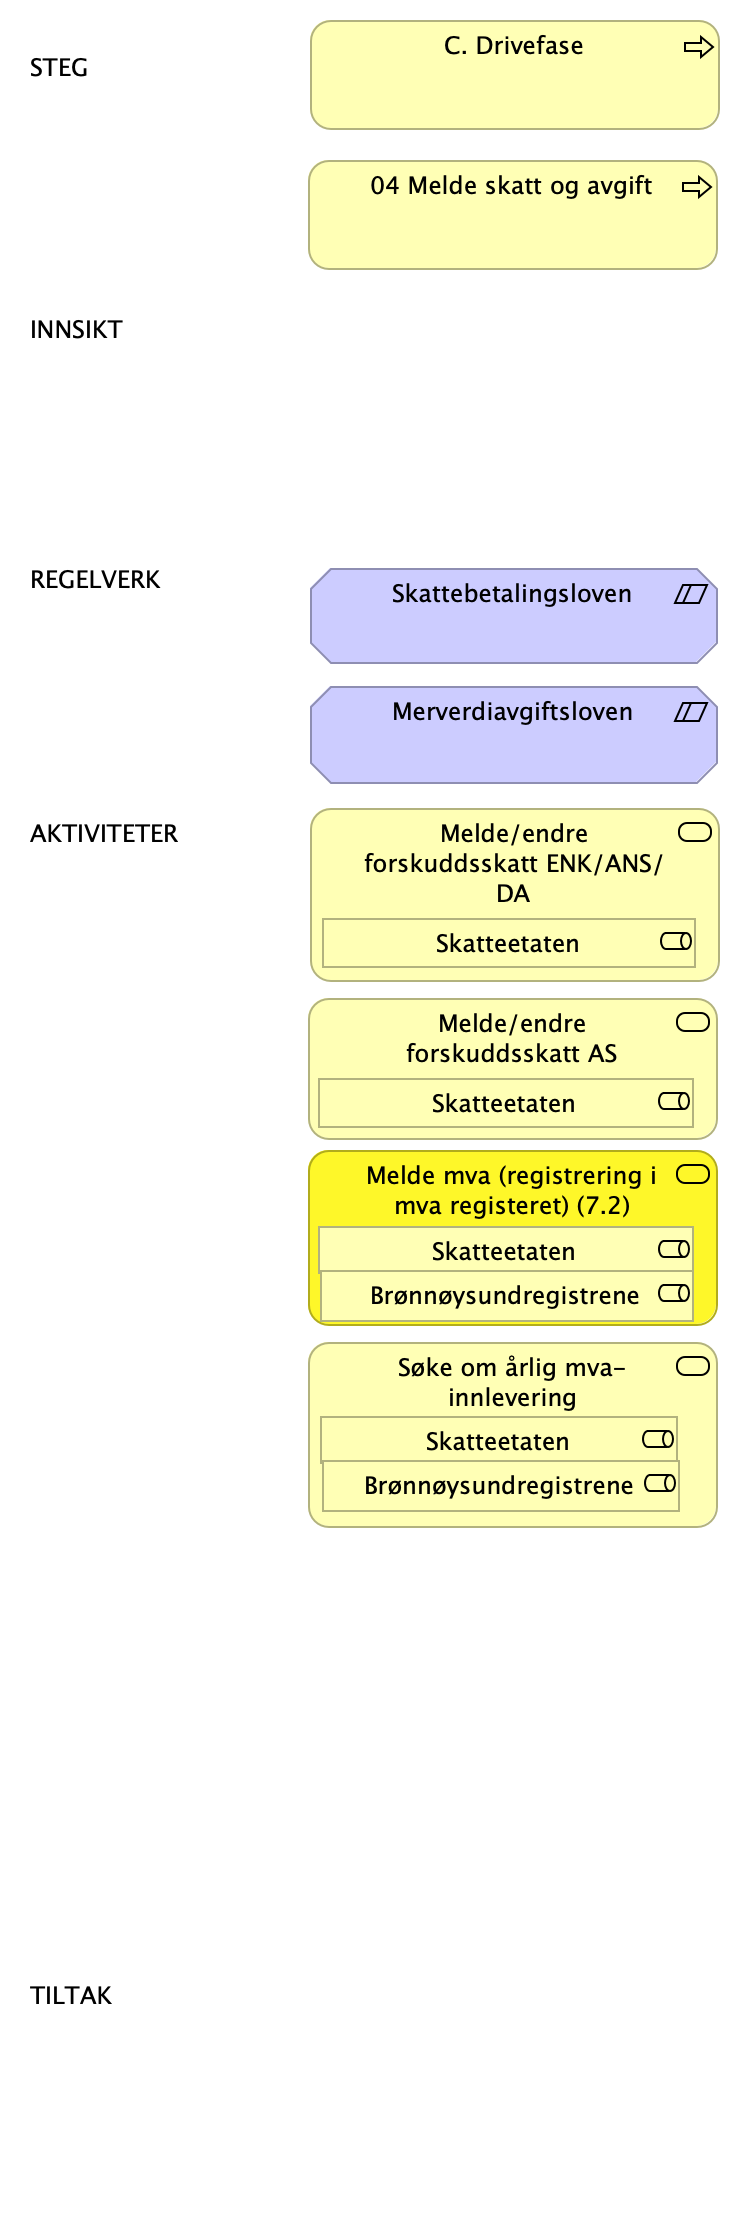 STEG
C. Drivefase
04 Melde skatt og avgift
INNSIKT
REGELVERK
Skattebetalingsloven
Merverdiavgiftsloven
AKTIVITETER
Melde/endre
forskuddsskatt ENK/ANS/
DA
Skatteetaten
Melde/endre
forskuddsskatt AS
Skatteetaten
Melde mva (registrering i
mva registeret) (7.2)
Skatteetaten
Brønnøysundregistrene
Søke om årlig mva-
innlevering
Skatteetaten
Brønnøysundregistrene
TILTAK